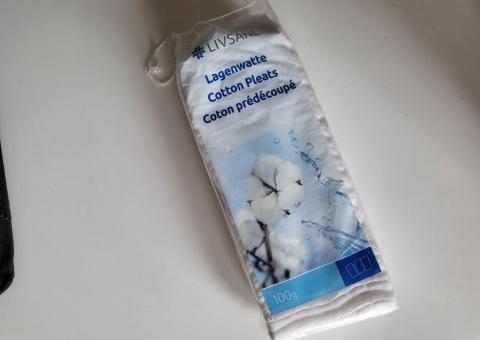 LIVSANE
Lagenwatte
Cotton Pleats
Coton prédécoupé
100g